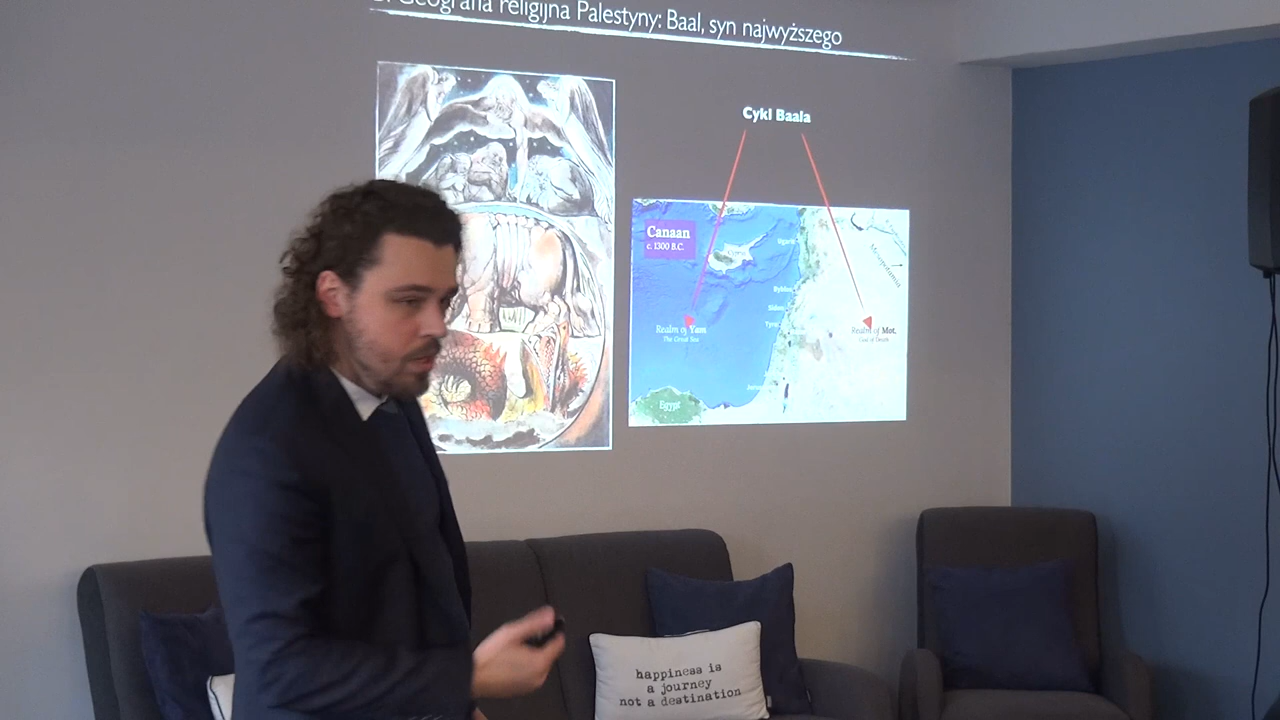 Geografia religijna Palestyny: Baal, syn najwyższego
Cykl Baala
Canaan
c. 1300 B.C.
Ugarit
Mesopotamia
Byblos
Sidon
Tyre
Realm of Yam
The Great Sea
Realm of Mot,
God of Death
Egypt
happiness is
a journey
not a destination